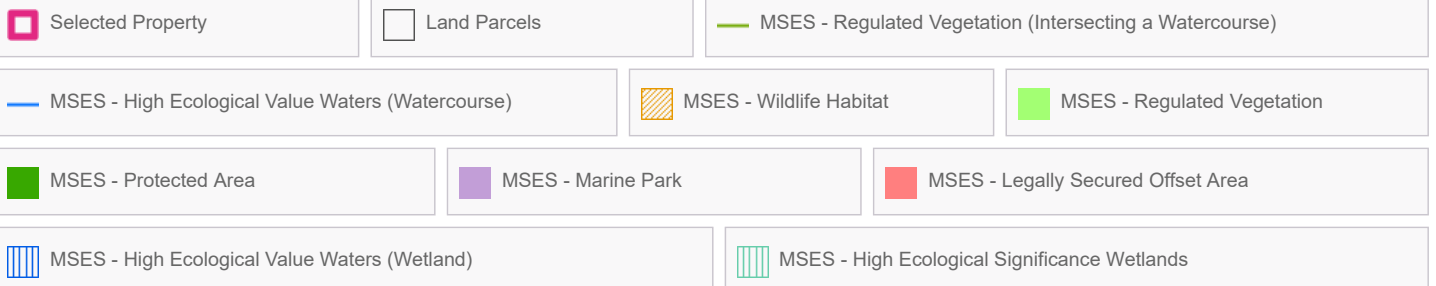 Selected Property
Land Parcels
MSES - Regulated Vegetation (Intersecting a Watercourse)
MSES - High Ecological Value Waters (Watercourse)
MSES - Wildlife Habitat
MSES - Regulated Vegetation
MSES - Protected Area
MSES - Marine Park
MSES - Legally Secured Offset Area
MSES - High Ecological Value Waters (Wetland)
MSES - High Ecological Significance Wetlands